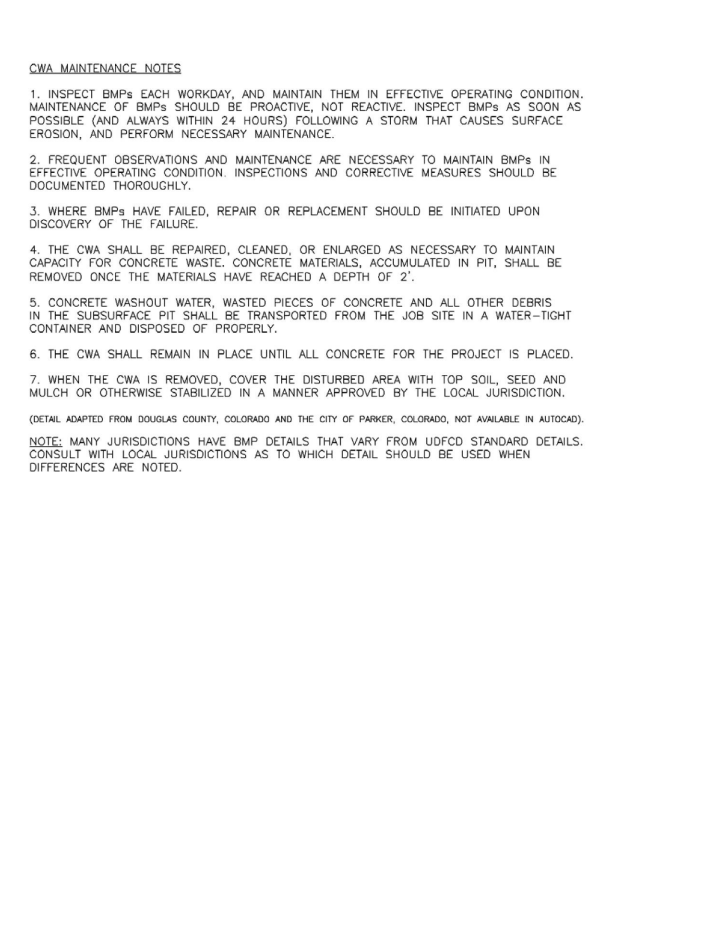 CWA MAINTENANCE NOTES
1. INSPECT BMPs EACH WORKDAY, AND MAINTAIN THEM IN EFFECTIVE OPERATING CONDITION.
MAINTENANCE OF BMPs SHOULD BE PROACTIVE, NOT REACTIVE. INSPECT BMPs AS SOON AS
POSSIBLE (AND ALWAYS WITHIN 24 HOURS) FOLLOWING A STORM THAT CAUSES SURFACE
EROSION, AND PERFORM NECESSARY MAINTENANCE.
2. FREQUENT OBSERVATIONS AND MAINTENANCE ARE NECESSARY TO MAINTAIN BMPs IN
EFFECTIVE OPERATING CONDITION. INSPECTIONS AND CORRECTIVE MEASURES SHOULD BE
DOCUMENTED THOROUGHLY.
3. WHERE BMPs HAVE FAILED, REPAIR OR REPLACEMENT SHOULD BE INITIATED UPON
DISCOVERY OF THE FAILURE.
4. THE CWA SHALL BE REPAIRED, CLEANED, OR ENLARGED AS NECESSARY TO MAINTAIN
CAPACITY FOR CONCRETE WASTE. CONCRETE MATERIALS, ACCUMULATED IN PIT, SHALL BE
REMOVED ONCE THE MATERIALS HAVE REACHED A DEPTH OF 2'.
5. CONCRETE WASHOUT WATER, WASTED PIECES OF CONCRETE AND ALL OTHER DEBRIS
IN THE SUBSURFACE PIT SHALL BE TRANSPORTED FROM THE JOB SITE IN A WATER-TIGHT
CONTAINER AND DISPOSED OF PROPERLY.
6. THE CWA SHALL REMAIN IN PLACE UNTIL ALL CONCRETE FOR THE PROJECT IS PLACED.
7. WHEN THE CWA IS REMOVED, COVER THE DISTURBED AREA WITH TOP SOIL, SEED AND
MULCH OR OTHERWISE STABILIZED IN A MANNER APPROVED BY THE LOCAL JURISDICTION.
(DETAIL ADAPTED FROM DOUGLAS COUNTY, COLORADO AND THE CITY OF PARKER, COLORADO, NOT AVAILABLE IN AUTOCAD).
NOTE: MANY JURISDICTIONS HAVE BMP DETAILS THAT VARY FROM UDFCD STANDARD DETAILS.
CONSULT WITH LOCAL JURISDICTIONS AS TO WHICH DETAIL SHOULD BE USED WHEN
DIFFERENCES ARE NOTED.